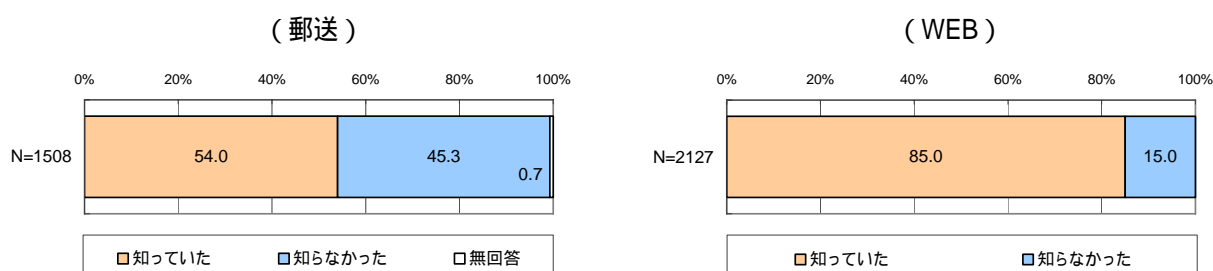 （郵送）
0% 20% 40% 60% 80% 100%
N=1508 54.0 45.3 0.7
知っていた 知らなかった 無回答
（WEB）
0% 20% 40% 60% 80% 100%
N=2127 85.0 15.0
知っていた 知らなかった